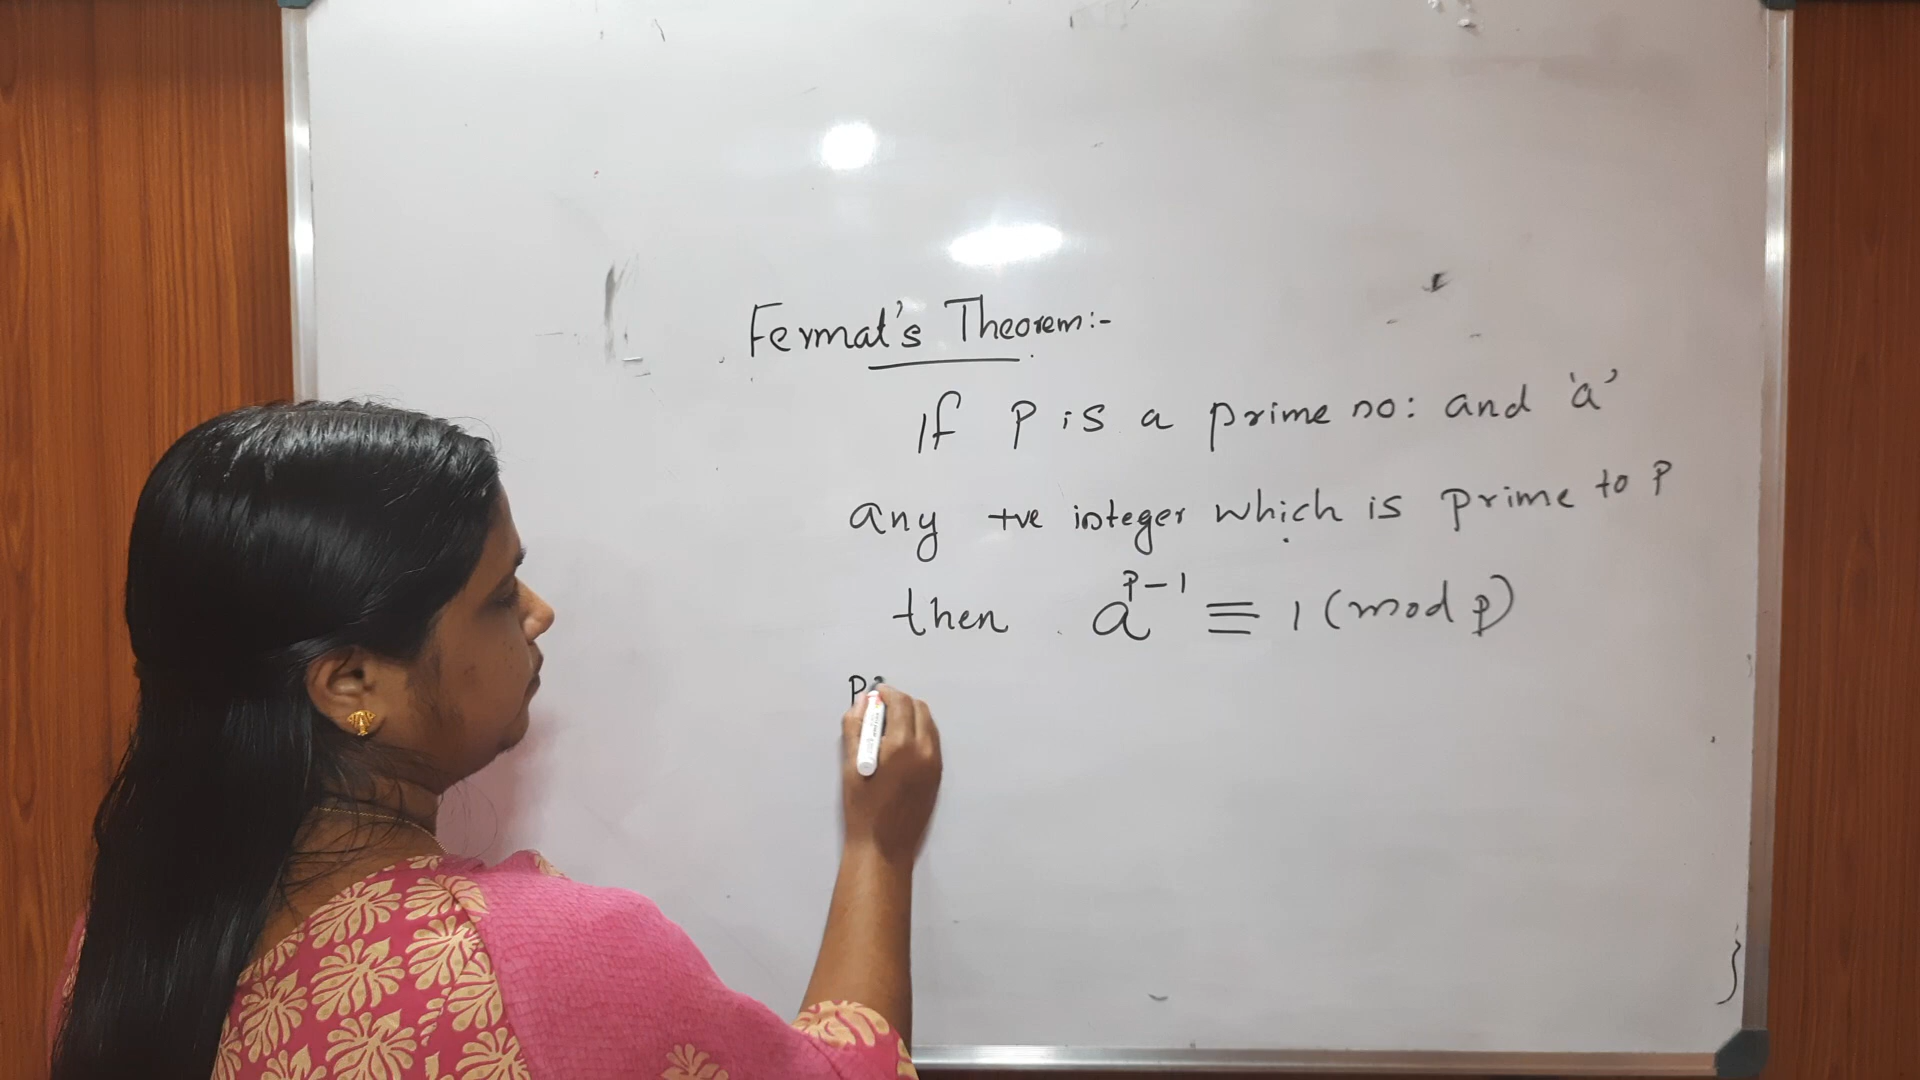 Fermat's Theorem:-
If P is a prime no: and 'a'
any +ve integer which is prime to P
then a^{P-1} ≡ 1 (mod p)